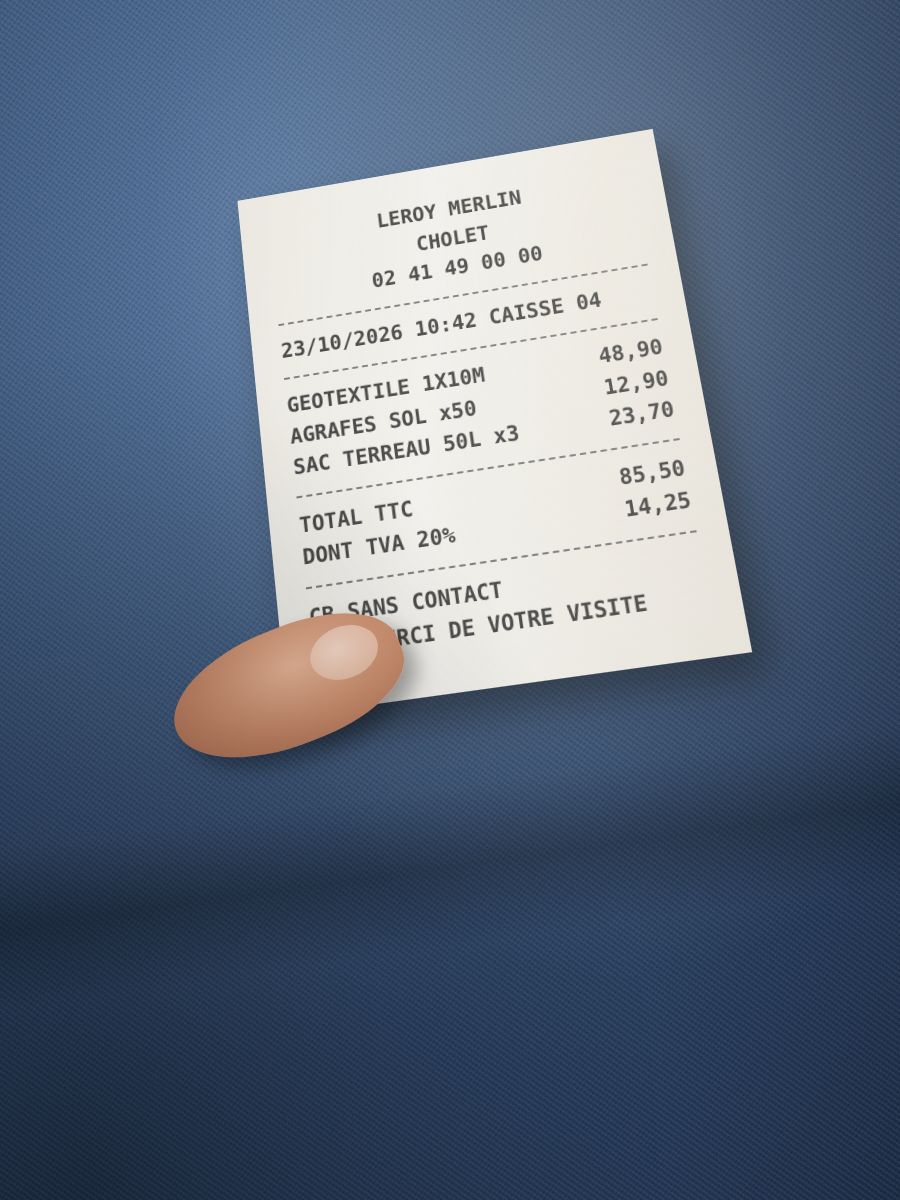 LEROY MERLIN
CHOLET
02 41 49 00 00
23/10/2026 10:42 CAISSE 04
GEOTEXTILE 1X10M 48,90
AGRAFES SOL x50 12,90
SAC TERREAU 50L x3 23,70
TOTAL TTC 85,50
DONT TVA 20% 14,25
CB SANS CONTACT
DE VOTRE VISITE